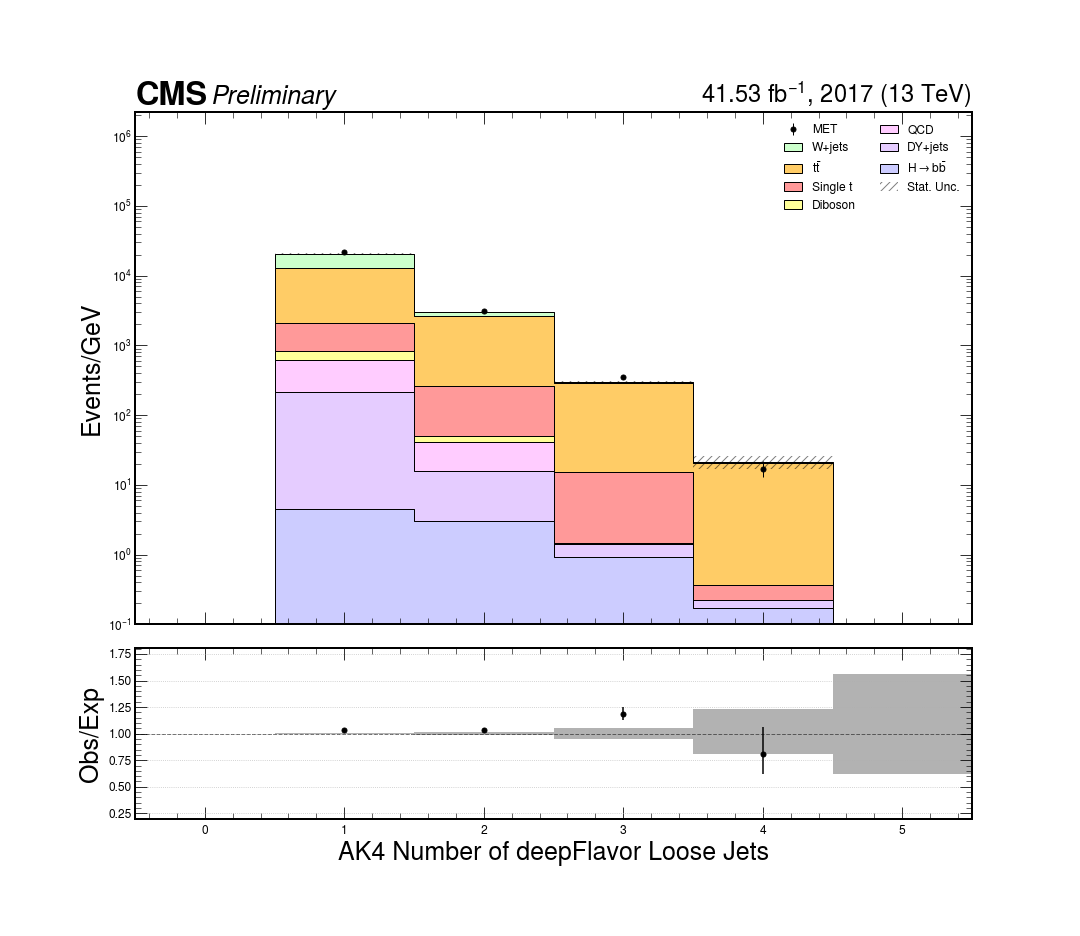 CMS Preliminary
41.53 fb⁻¹, 2017 (13 TeV)
MET
W+jets
tt̄
Single t
Diboson
QCD
DY+jets
H→bb̄
Stat. Unc.
Events/GeV
10⁶
10⁵
10⁴
10³
10²
10¹
10⁰
10⁻¹
Obs/Exp
1.75
1.50
1.25
1.00
0.75
0.50
0.25
0 1 2 3 4 5
AK4 Number of deepFlavor Loose Jets